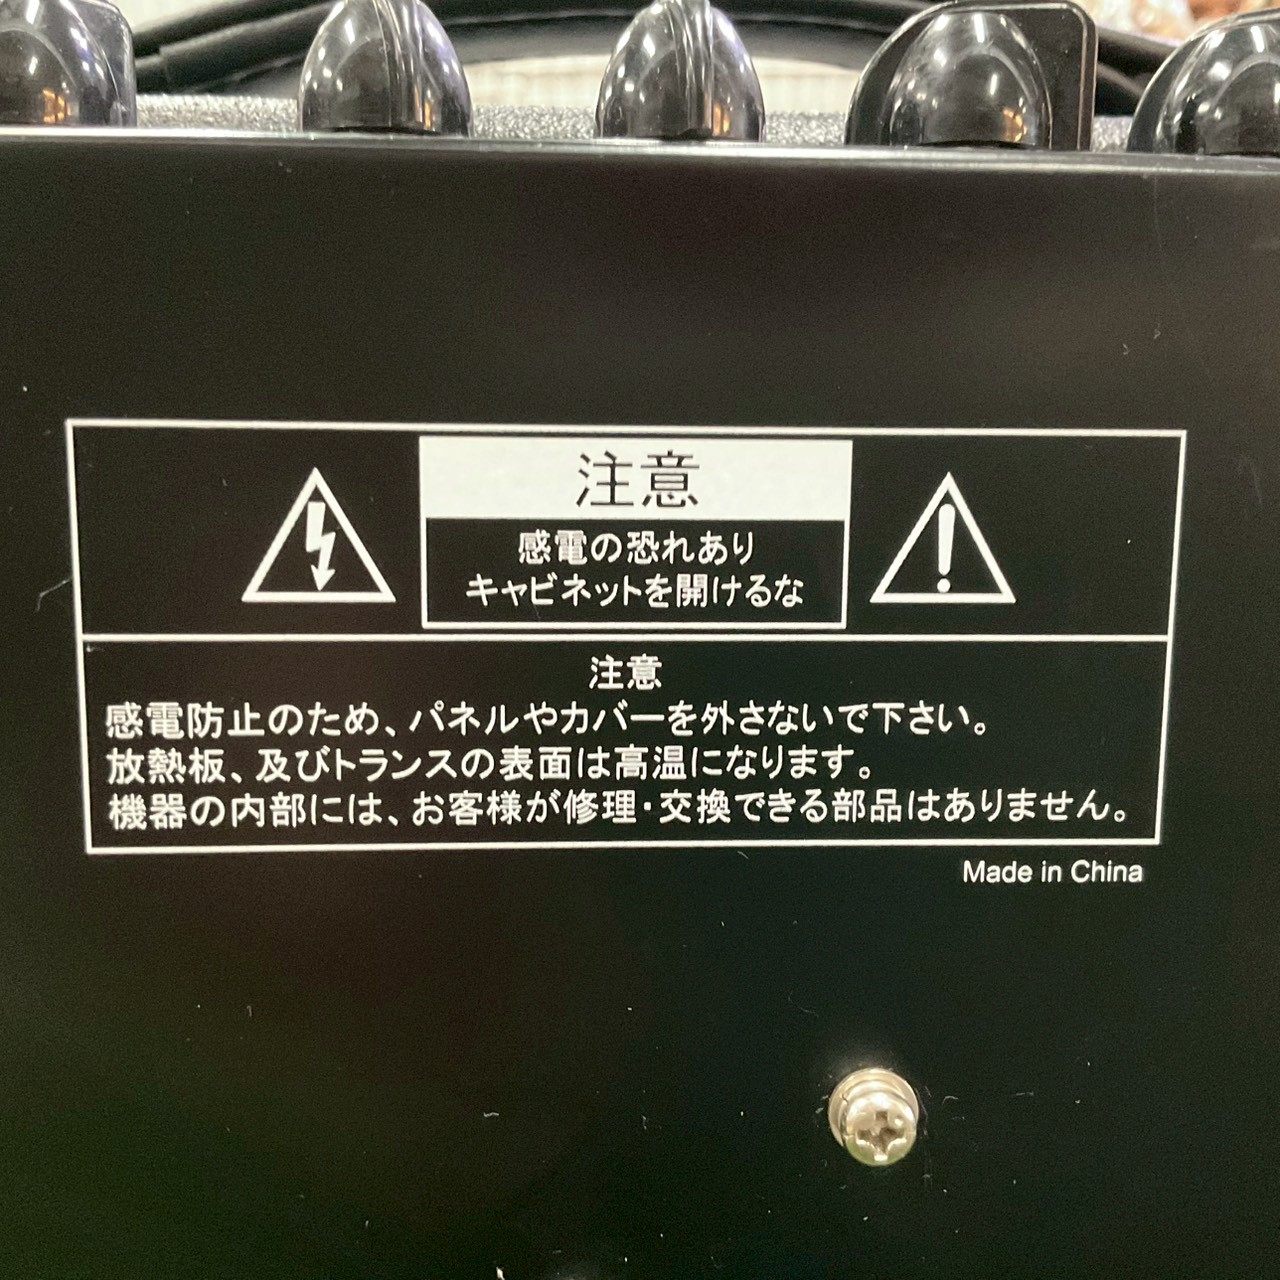 注意
感電の恐れあり
キャビネットを開けるな
注意
感電防止のため、パネルやカバーを外さないで下さい。
放熱板、及びトランスの表面は高温になります。
機器の内部には、お客様が修理・交換できる部品はありません。
Made in China